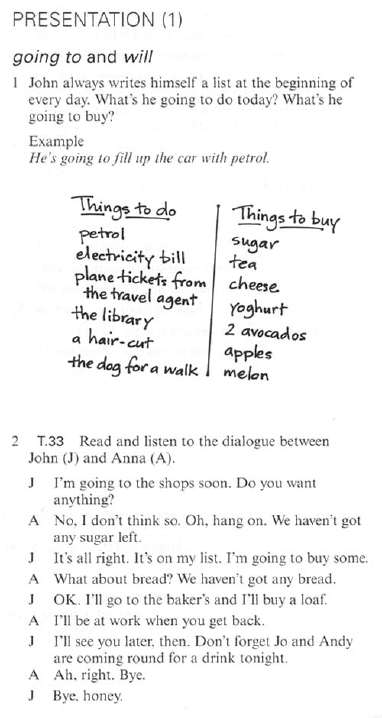 PRESENTATION (1)
going to and will
1 John always writes himself a list at the beginning of
every day. What's he going to do today? What's he
going to buy?
Example
He's going to fill up the car with petrol.
Things to do
petrol
electricity bill
plane tickets from
the travel agent
the library
a hair-cut
the dog for a walk
Things to buy
sugar
tea
cheese
Yoghurt
2 avocados
apples
melon
2 T.33 Read and listen to the dialogue between
John (J) and Anna (A).
J I'm going to the shops soon. Do you want
anything?
A No, I don't think so. Oh, hang on. We haven't got
any sugar left.
J It's all right. It's on my list. I'm going to buy some.
A What about bread? We haven't got any bread.
J OK. I'll go to the baker's and I'll buy a loaf.
A I'll be at work when you get back.
J I'll see you later, then. Don't forget Jo and Andy
are coming round for a drink tonight.
A Ah, right. Bye.
J Bye, honey.